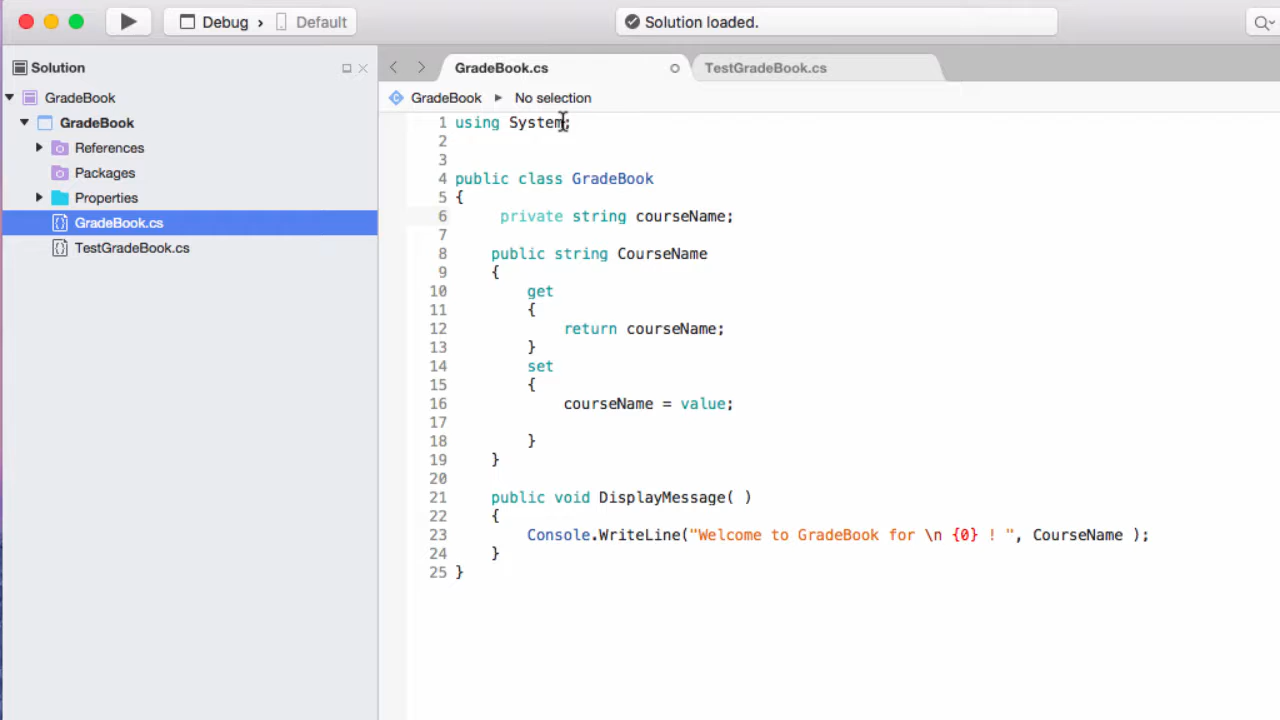 Debug › Default
Solution loaded.
Solution
GradeBook.cs
TestGradeBook.cs
GradeBook
GradeBook
References
Packages
Properties
GradeBook.cs
TestGradeBook.cs
GradeBook ▸ No selection
1 using System;
2
3
4 public class GradeBook
5 {
6 private string courseName;
7
8 public string CourseName
9 {
10 get
11 {
12 return courseName;
13 }
14 set
15 {
16 courseName = value;
17
18 }
19 }
20
21 public void DisplayMessage( )
22 {
23 Console.WriteLine("Welcome to GradeBook for \n {0} ! ", CourseName );
24 }
25 }